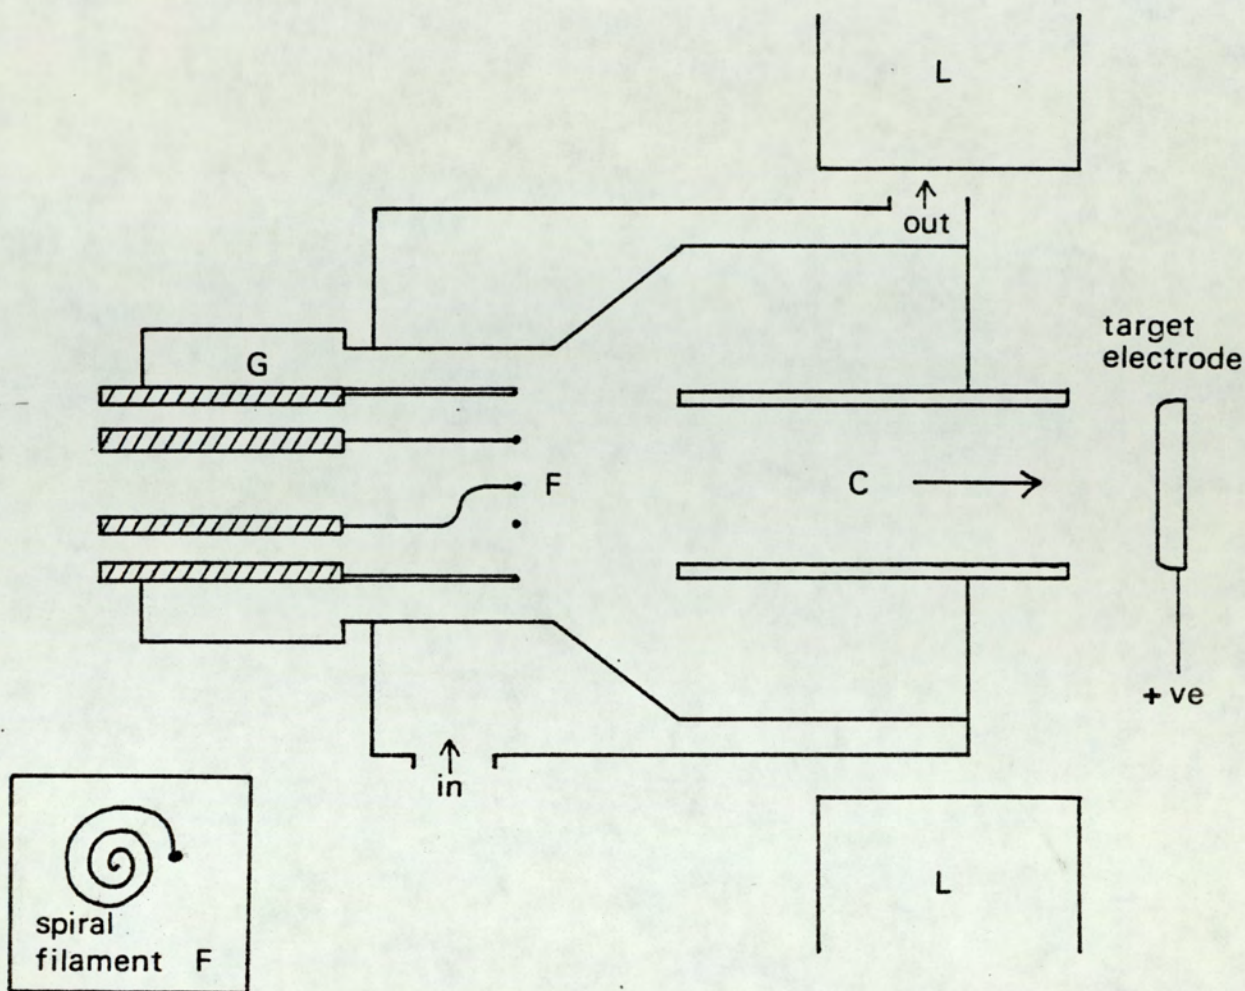 L
out
target
electrode
G
F
C
+ ve
in
L
spiral
filament F